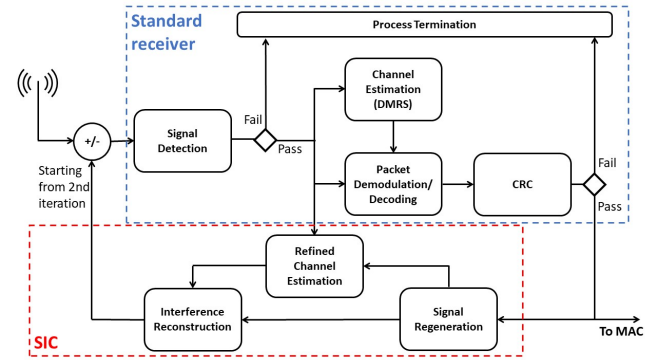 Standard
receiver
Process Termination
Channel
Estimation
(DMRS)
Fail
+/-
Signal
Detection
Pass
Starting
from 2nd
iteration
Packet
Demodulation/
Decoding
CRC
Fail
Pass
Refined
Channel
Estimation
Interference
Reconstruction
Signal
Regeneration
To MAC
SIC